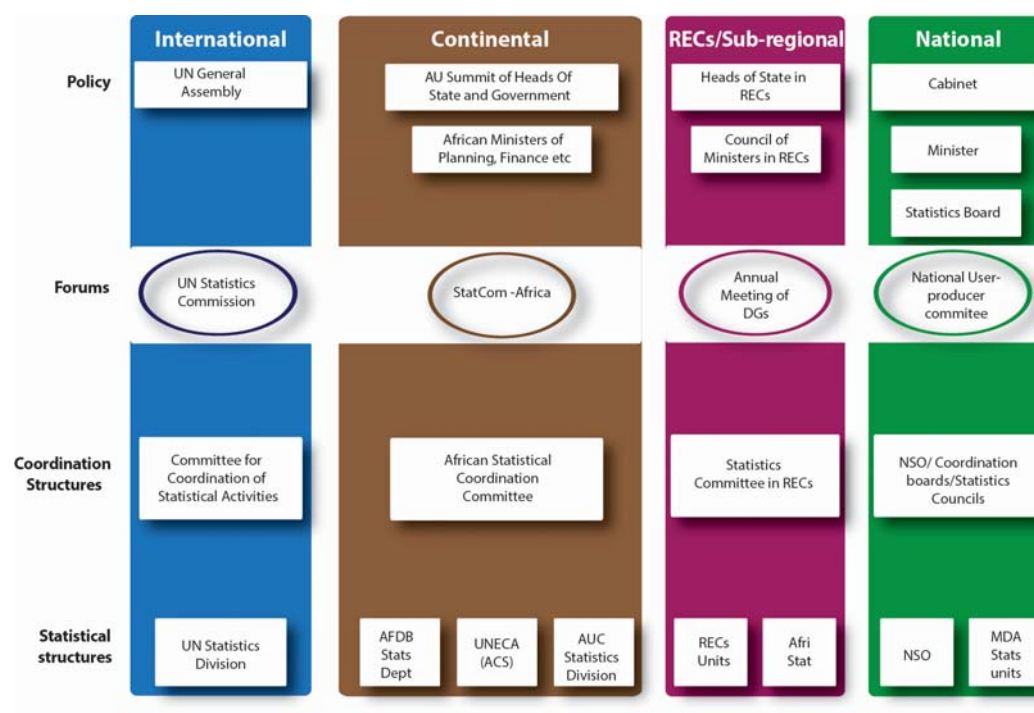 International
Continental
RECs/Sub-regional
National
Policy
UN General
Assembly
AU Summit of Heads Of
State and Government
African Ministers of
Planning, Finance etc
Heads of State in
RECs
Council of
Ministers in RECs
Cabinet
Minister
Statistics Board
Forums
UN Statistics
Commission
StatCom -Africa
Annual
Meeting of
DGs
National User-
producer
commitee
Coordination
Structures
Committee for
Coordination of
Statistical Activities
African Statistical
Coordination
Committee
Statistics
Committee in RECs
NSO/ Coordination
boards/Statistics
Councils
Statistical
structures
UN Statistics
Division
AFDB
Stats
Dept
UNECA
(ACS)
AUC
Statistics
Division
RECs
Units
Afri
Stat
NSO
MDA
Stats
units